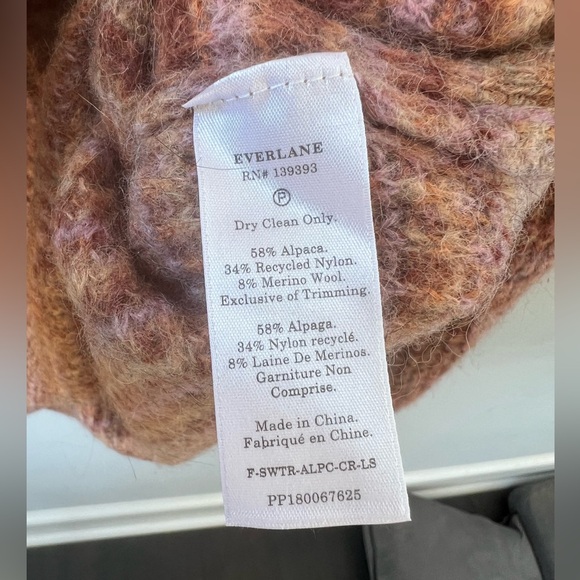 EVERLANE
RN# 139393
P
Dry Clean Only.
58% Alpaca.
34% Recycled Nylon.
8% Merino Wool.
Exclusive of Trimming.
58% Alpaga.
34% Nylon recyclé.
8% Laine De Merinos.
Garniture Non
Comprise.
Made in China.
Fabriqué en Chine.
F-SWTR-ALPC-CR-LS
PP180067625